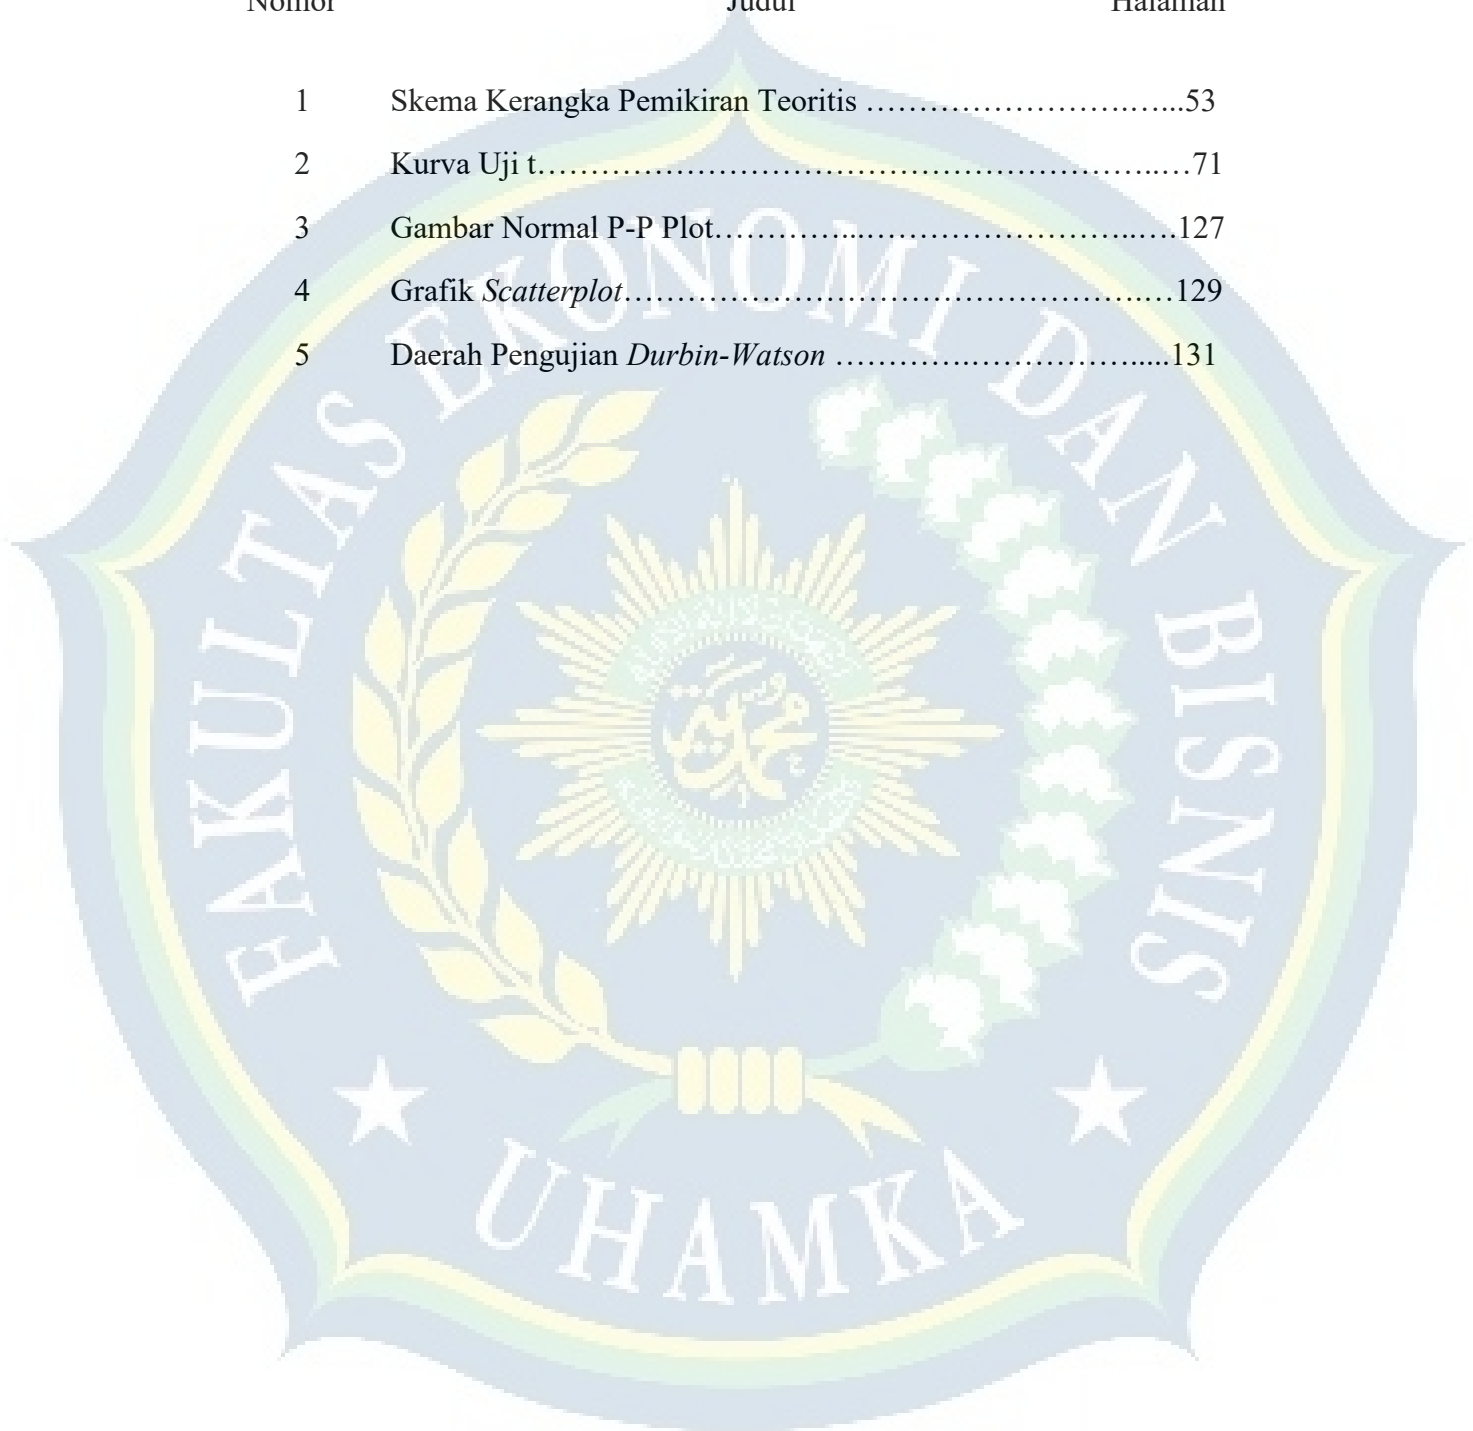 Nomor Judul Halaman
1 Skema Kerangka Pemikiran Teoritis ……………………….…...53
2 Kurva Uji t…………………………………………………………..…71
3 Gambar Normal P-P Plot…………...………………………..….127
4 Grafik Scatterplot………………………………………………….…129
5 Daerah Pengujian Durbin-Watson …………….……………….....131
FAKULTAS EKONOMI DAN BISNIS
محمدية
UHAMKA